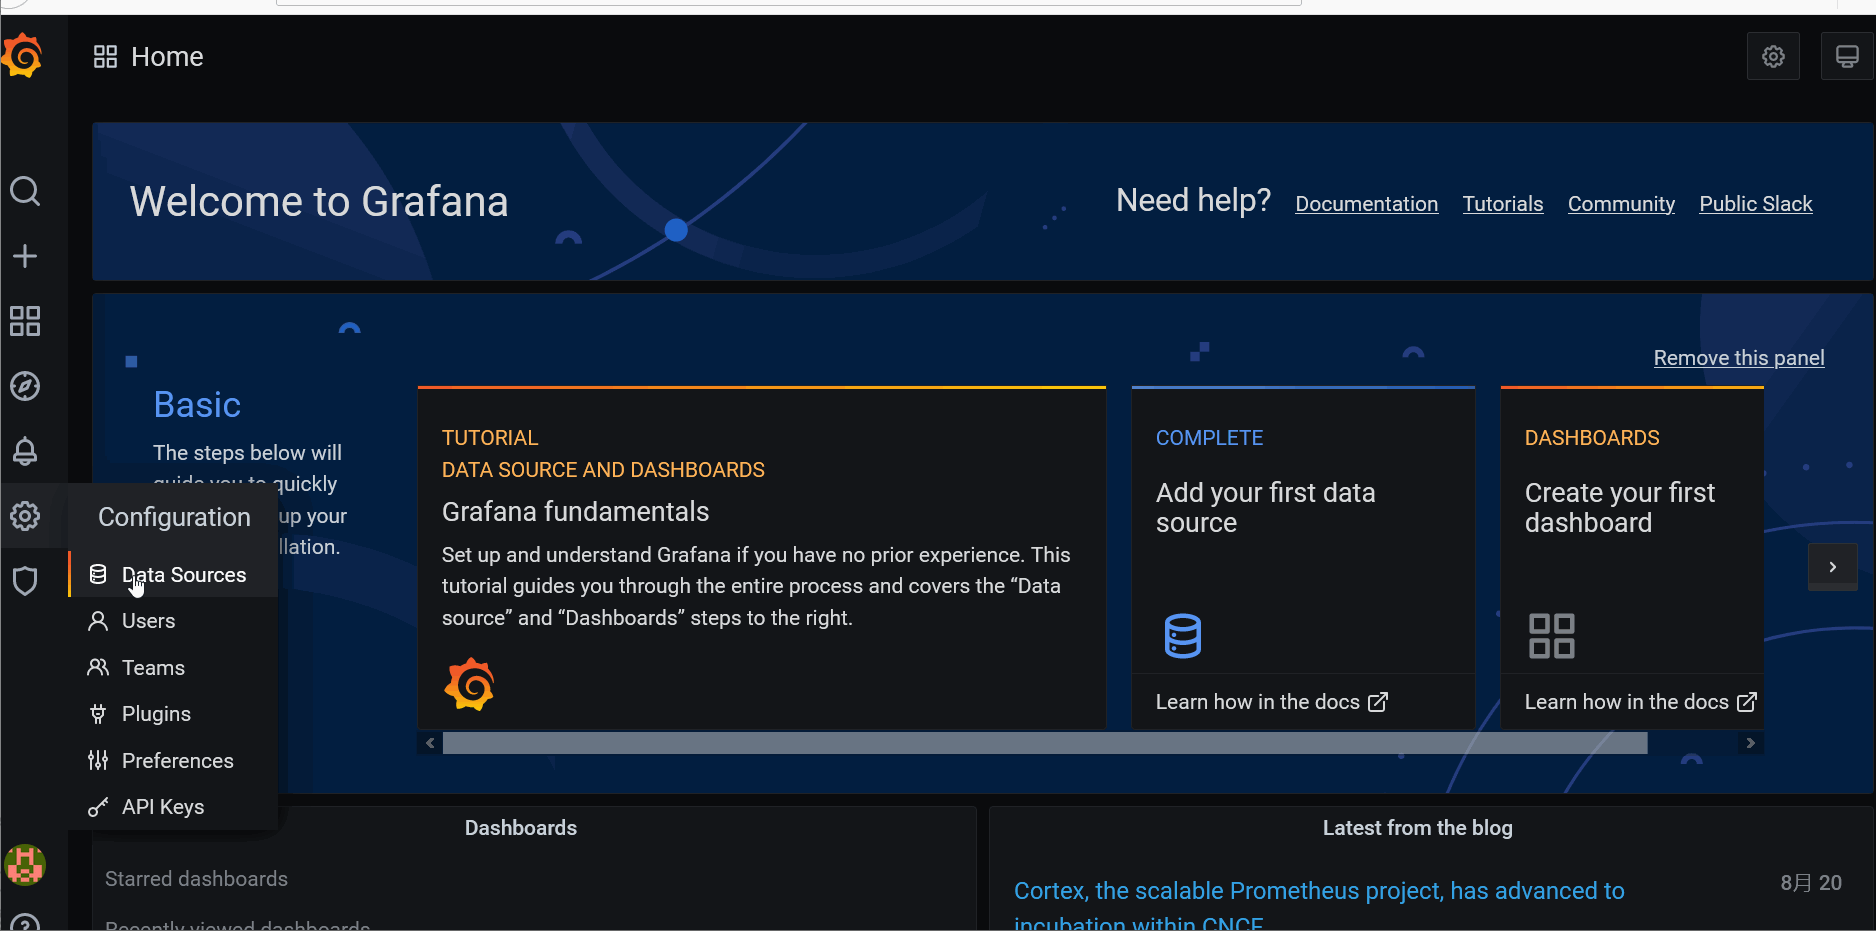 Home
Welcome to Grafana
Need help? Documentation Tutorials Community Public Slack
Remove this panel
Basic
The steps below will
guide you to quickly
up your
llation.
Configuration
Data Sources
Users
Teams
Plugins
Preferences
API Keys
TUTORIAL
DATA SOURCE AND DASHBOARDS
Grafana fundamentals
Set up and understand Grafana if you have no prior experience. This
tutorial guides you through the entire process and covers the “Data
source” and “Dashboards” steps to the right.
COMPLETE
Add your first data
source
Learn how in the docs
DASHBOARDS
Create your first
dashboard
Learn how in the docs
Dashboards
Starred dashboards
Recently viewed dashboards
Latest from the blog
Cortex, the scalable Prometheus project, has advanced to
incubation within CNCF
8月 20